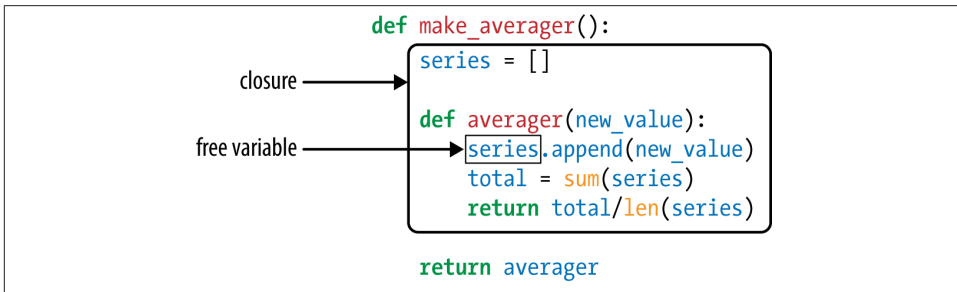 def make_averager():
series = []
closure
def averager(new_value):
free variable
series.append(new_value)
total = sum(series)
return total/len(series)
return averager